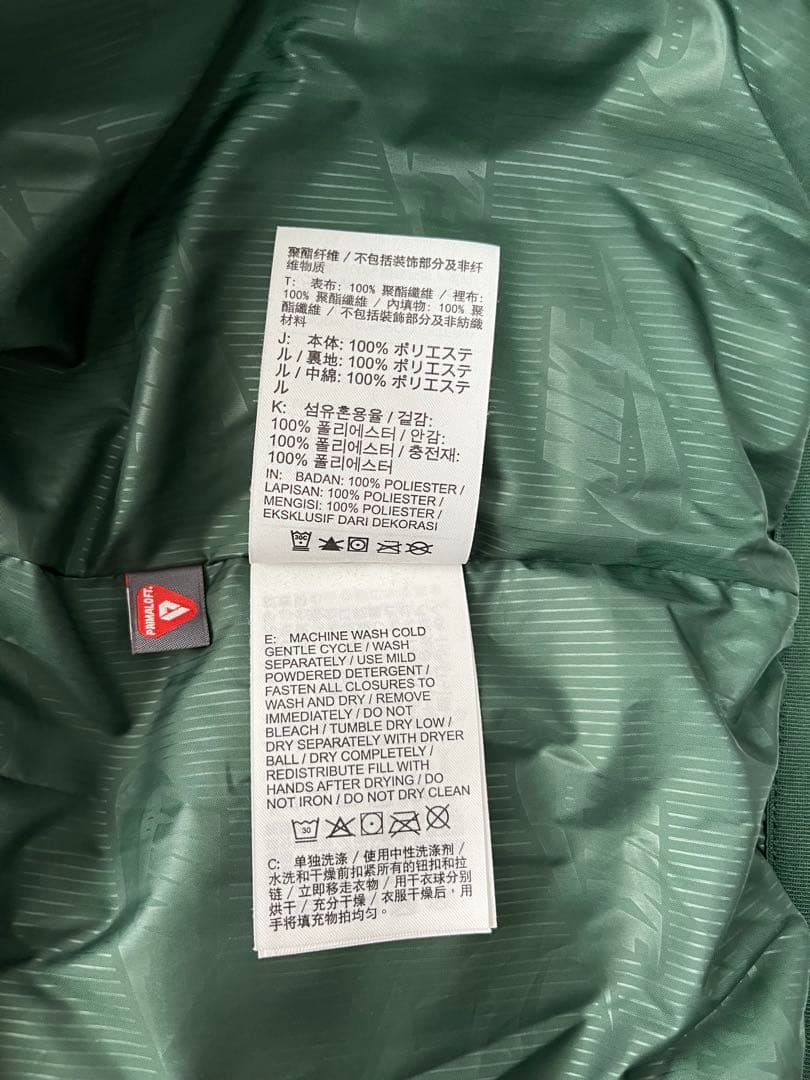 聚酯纤维 / 不包括装饰部分及非纤
维物质
T: 表布: 100% 聚酯纖維 / 裡布:
100% 聚酯纖維 / 內填物: 100% 聚
酯纖維 / 不包括裝飾部分及非紡織
材料
J: 本体: 100% ポリエステ
ル / 裏地: 100% ポリエステ
ル / 中綿: 100% ポリエステ
ル
K: 섬유혼용율 / 겉감:
100% 폴리에스터 / 안감:
100% 폴리에스터 / 충전재:
100% 폴리에스터
IN: BADAN: 100% POLIESTER /
LAPISAN: 100% POLIESTER /
MENGISI: 100% POLIESTER /
EKSKLUSIF DARI DEKORASI
30C
PRIMALOFT
E: MACHINE WASH COLD
GENTLE CYCLE / WASH
SEPARATELY / USE MILD
POWDERED DETERGENT /
FASTEN ALL CLOSURES TO
WASH AND DRY / REMOVE
IMMEDIATELY / DO NOT
BLEACH / TUMBLE DRY LOW /
DRY SEPARATELY WITH DRYER
BALL / DRY COMPLETELY /
REDISTRIBUTE FILL WITH
HANDS AFTER DRYING / DO
NOT IRON / DO NOT DRY CLEAN
30
C: 单独洗涤 / 使用中性洗涤剂 /
水洗和干燥前扣紧所有的钮扣和拉
链 / 立即移走衣物 / 用干衣球分别
烘干 / 充分干燥 / 衣服干燥后，用
手将填充物拍均匀。
NIKE